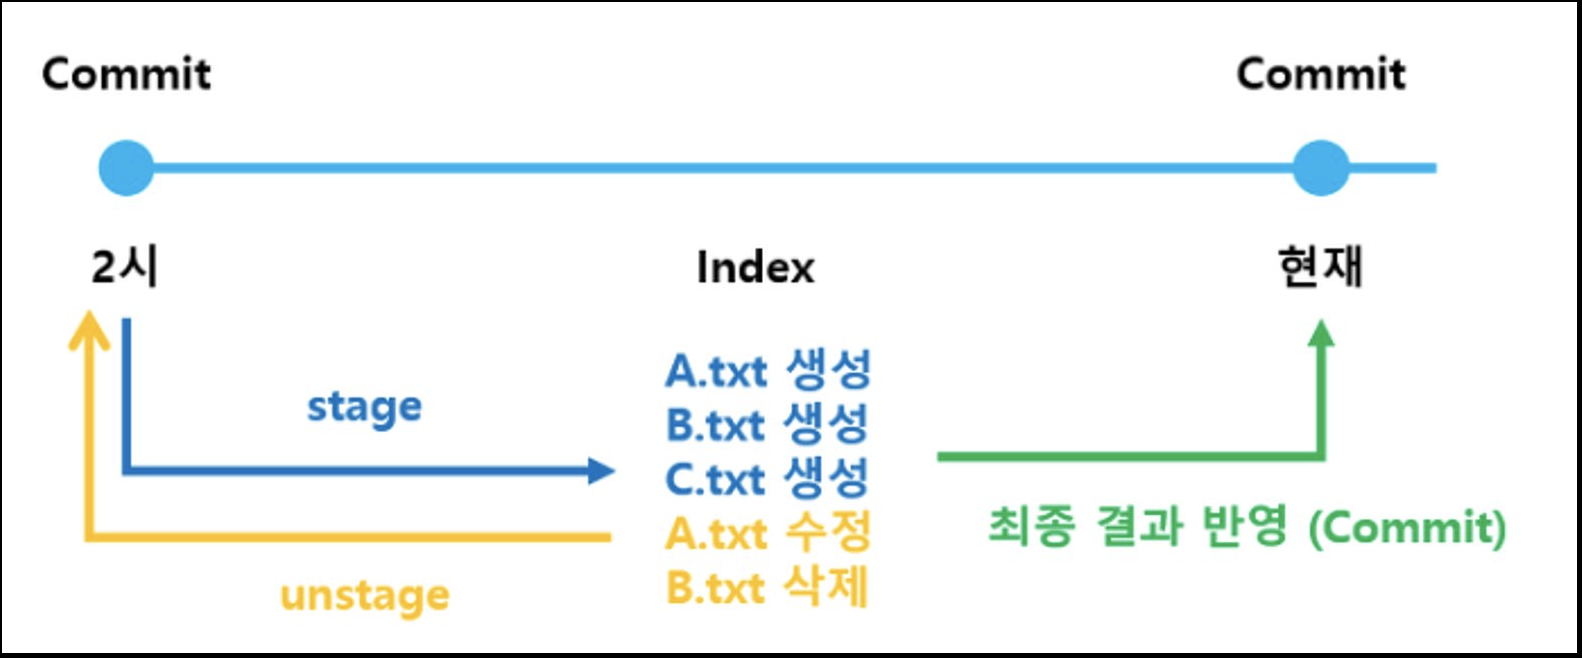 Commit
Commit
2시
Index
현재
stage
unstage
A.txt 생성
B.txt 생성
C.txt 생성
A.txt 수정
B.txt 삭제
최종 결과 반영 (Commit)